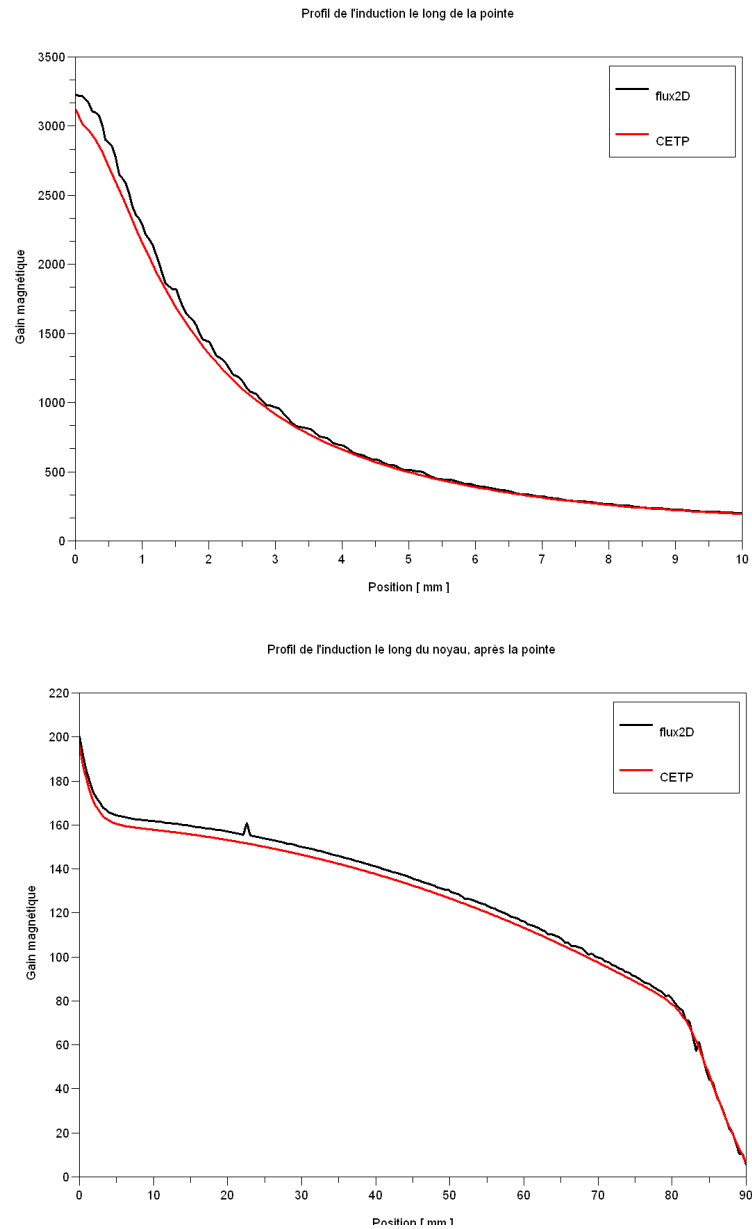 Profil de l'induction le long de la pointe
3500
3000
2500
2000
1500
1000
500
0
Gain magnétique
flux2D
CETP
0 1 2 3 4 5 6 7 8 9 10
Position [ mm ]
Profil de l'induction le long du noyau, après la pointe
220
200
180
160
140
120
100
80
60
40
20
0
Gain magnétique
flux2D
CETP
0 10 20 30 40 50 60 70 80 90
Position [ mm ]